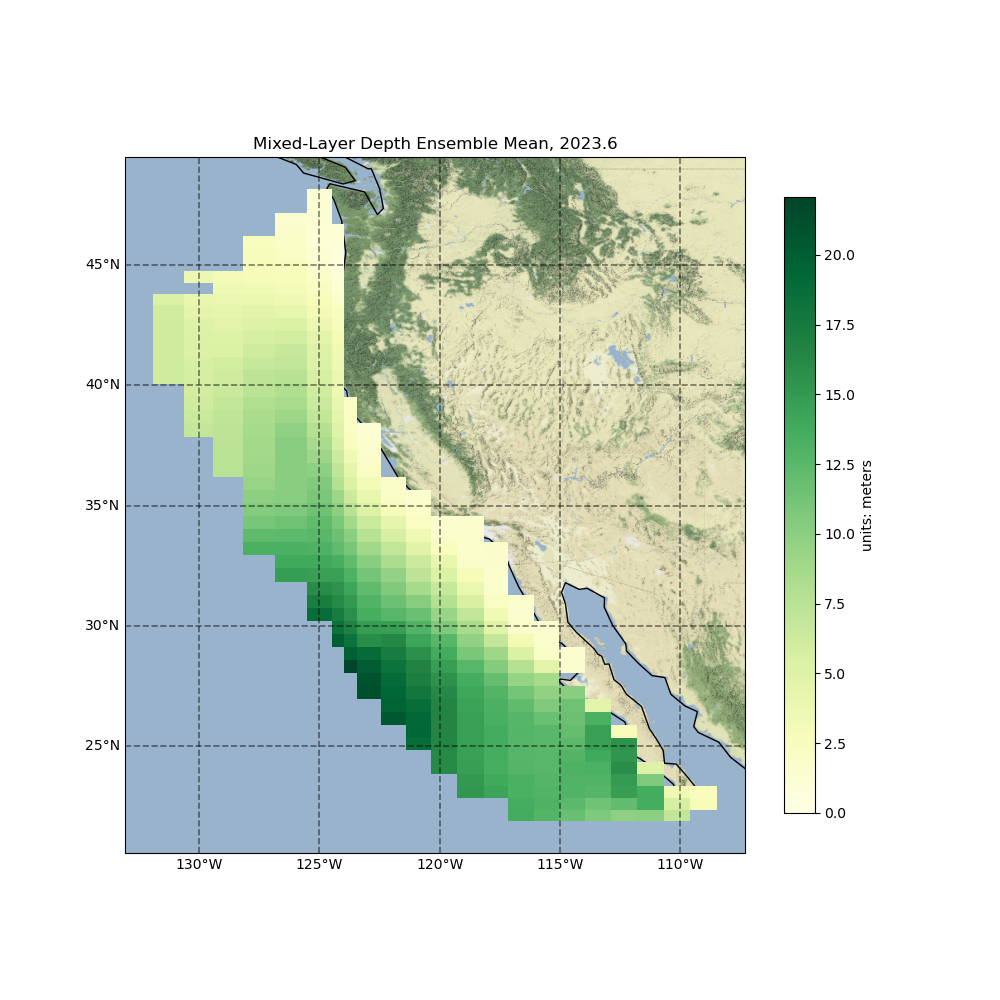 Mixed-Layer Depth Ensemble Mean, 2023.6
45°N
40°N
35°N
30°N
25°N
130°W
125°W
120°W
115°W
110°W
20.0
17.5
15.0
12.5
10.0
7.5
5.0
2.5
0.0
units: meters